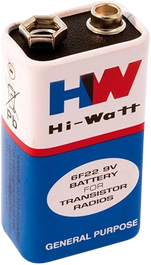 HW
Hi-Watt
6F22 9V
BATTERY
FOR
TRANSISTOR
RADIOS
GENERAL PURPOSE